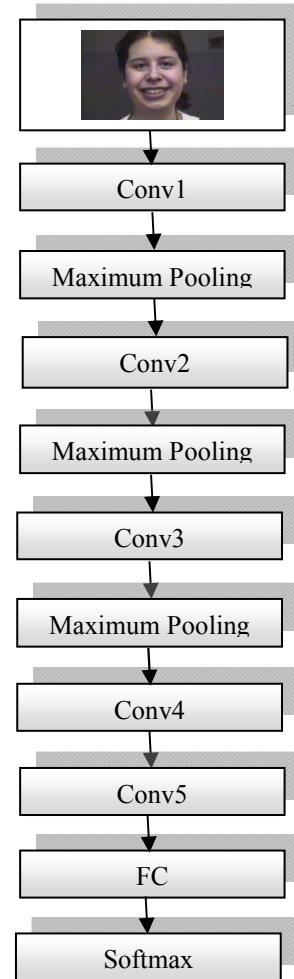 Conv1
Maximum Pooling
Conv2
Maximum Pooling
Conv3
Maximum Pooling
Conv4
Conv5
FC
Softmax